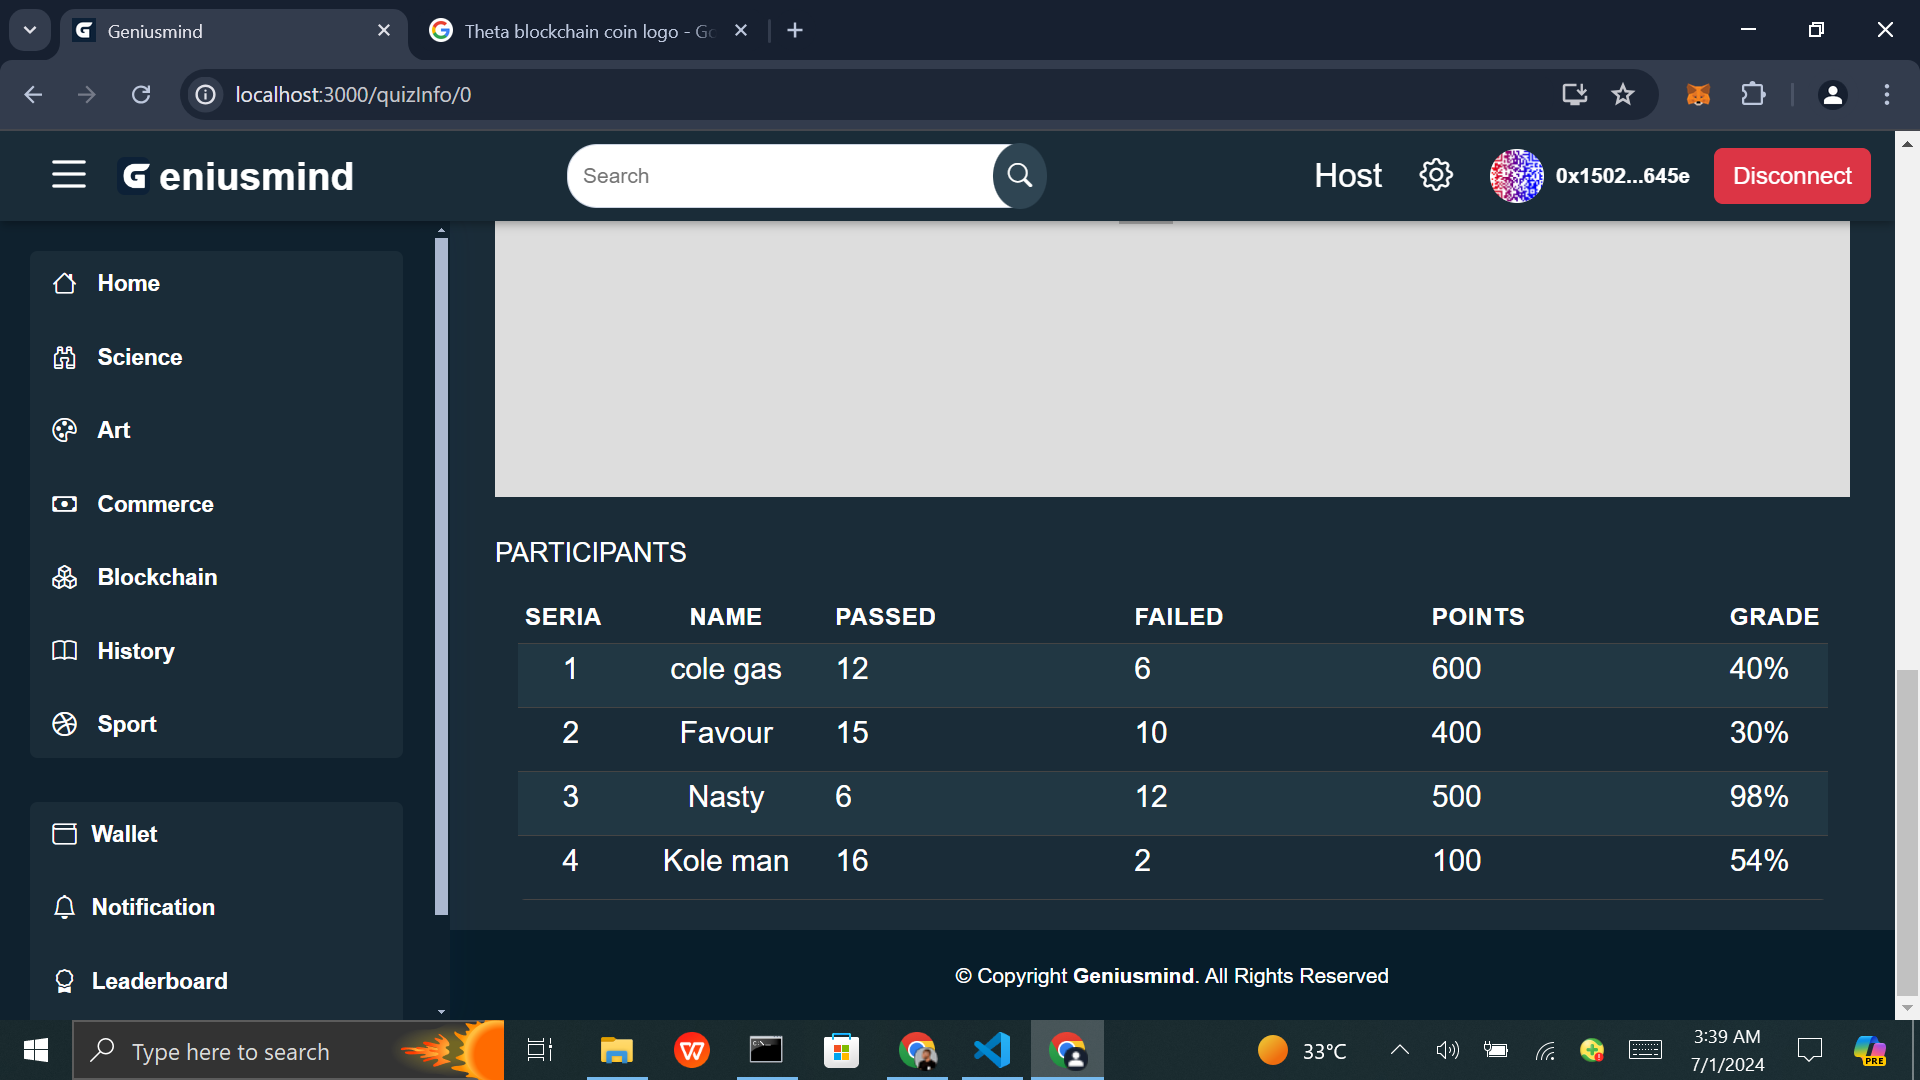 Geniusmind
Theta blockchain coin logo - Go
localhost:3000/quizInfo/0
Geniusmind
Search
Host
0x1502...645e
Disconnect
Home
Science
Art
Commerce
Blockchain
History
Sport
Wallet
Notification
Leaderboard
PARTICIPANTS
SERIA NAME PASSED FAILED POINTS GRADE
1 cole gas 12 6 600 40%
2 Favour 15 10 400 30%
3 Nasty 6 12 500 98%
4 Kole man 16 2 100 54%
© Copyright Geniusmind. All Rights Reserved
Type here to search
33°C
3:39 AM
7/1/2024
PRE